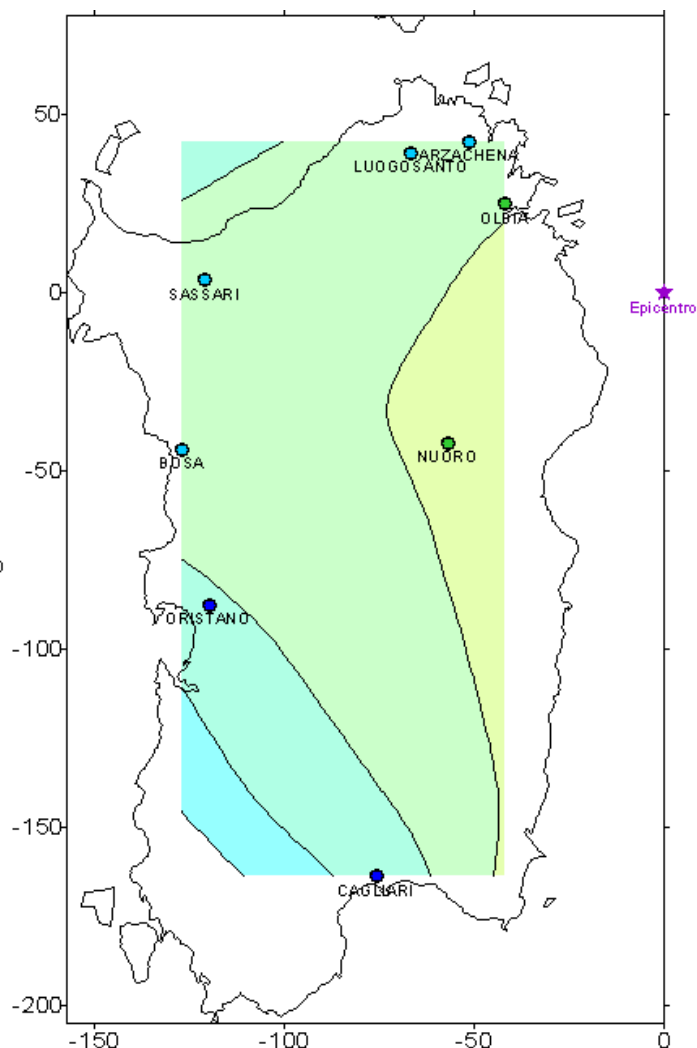 50
ARZACHENA
LUOGOSANTO
OLBIA
0
SASSARI
Epicentro
NUORO
-50
BOSA
ORISTANO
-100
-150
CAGLIARI
-200
-150
-100
-50
0